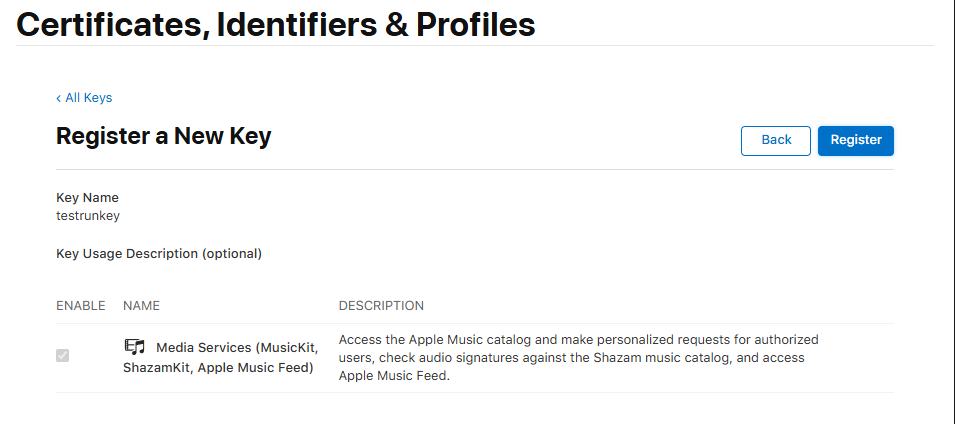 Certificates, Identifiers & Profiles
‹ All Keys
Register a New Key
Back
Register
Key Name
testrunkey
Key Usage Description (optional)
ENABLE NAME DESCRIPTION
Media Services (MusicKit,
ShazamKit, Apple Music Feed)
Access the Apple Music catalog and make personalized requests for authorized
users, check audio signatures against the Shazam music catalog, and access
Apple Music Feed.